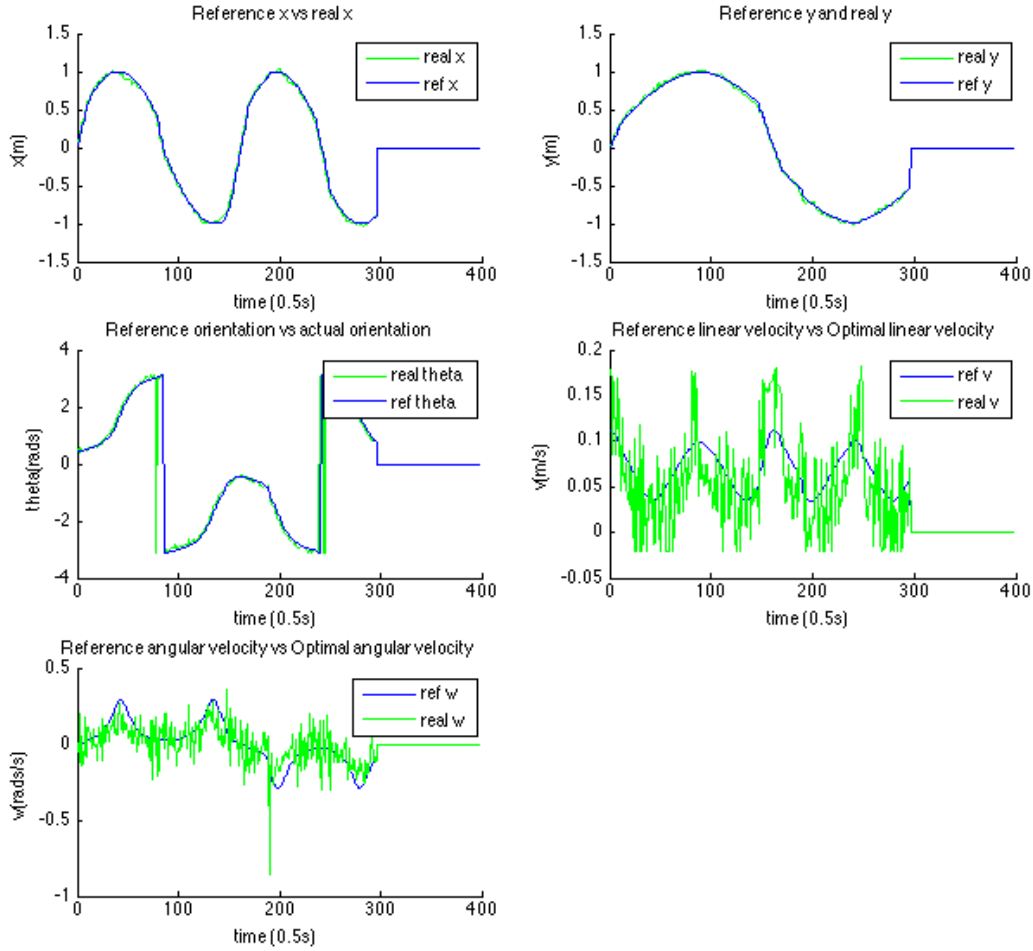 Reference x vs real x
real x
ref x
1.5
1
0.5
0
-0.5
-1
-1.5
x(m)
0
100
200
300
400
time (0.5s)
Reference y and real y
real y
ref y
1.5
1
0.5
0
-0.5
-1
-1.5
y(m)
0
100
200
300
400
time (0.5s)
Reference orientation vs actual orientation
real theta
ref theta
4
2
0
-2
-4
theta(rads)
0
100
200
300
400
time (0.5s)
Reference linear velocity vs Optimal linear velocity
ref v
real v
0.2
0.15
0.1
0.05
0
-0.05
v(m/s)
0
100
200
300
400
time (0.5s)
Reference angular velocity vs Optimal angular velocity
ref w
real w
0.5
0
-0.5
-1
w(rads/s)
0
100
200
300
400
time (0.5s)